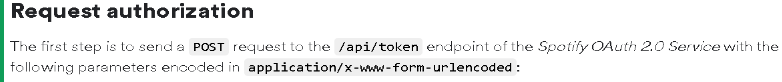 Request authorization
The first step is to send a POST request to the /api/token endpoint of the Spotify OAuth 2.0 Service with the
following parameters encoded in application/x-www-form-urlencoded: